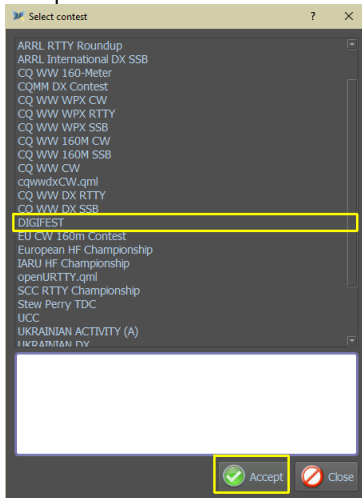 Select contest
ARRL RTTY Roundup
ARRL International DX SSB
CQ WW 160-Meter
CQMM DX Contest
CQ WW WPX CW
CQ WW WPX RTTY
CQ WW WPX SSB
CQ WW 160M CW
CQ WW 160M SSB
CQ WW CW
cqwwdxCW.qml
CQ WW DX RTTY
CQ WW DX SSB
DIGIFEST
EU CW 160m Contest
European HF Championship
IARU HF Championship
openURTTY.qml
SCC RTTY Championship
Stew Perry TDC
UCC
UKRAINIAN ACTIVITY (A)
UKRAINIAN DX
Accept
Close